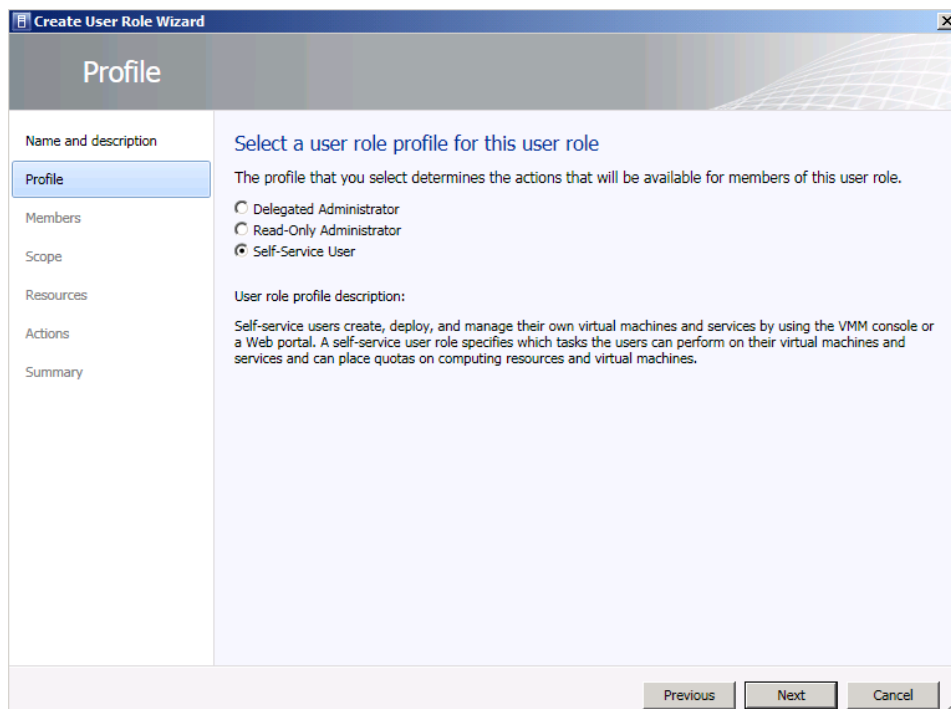 Create User Role Wizard
Profile
Name and description
Profile
Members
Scope
Resources
Actions
Summary
Select a user role profile for this user role
The profile that you select determines the actions that will be available for members of this user role.
Delegated Administrator
Read-Only Administrator
Self-Service User
User role profile description:
Self-service users create, deploy, and manage their own virtual machines and services by using the VMM console or
a Web portal. A self-service user role specifies which tasks the users can perform on their virtual machines and
services and can place quotas on computing resources and virtual machines.
Previous
Next
Cancel